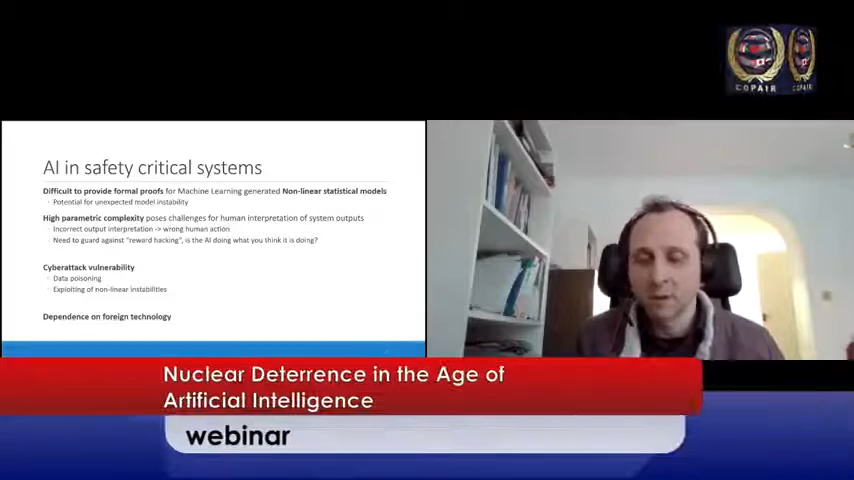 COPAIR COPAIR
AI in safety critical systems
Difficult to provide formal proofs for Machine Learning generated Non-linear statistical models
Potential for unexpected model instability
High parametric complexity poses challenges for human interpretation of system outputs
Incorrect output interpretation -> wrong human action
Need to guard against "reward hacking", is the AI doing what you think it is doing?
Cyberattack vulnerability
Data poisoning
Exploiting of non-linear instabilities
Dependence on foreign technology
Nuclear Deterrence in the Age of
Artificial Intelligence
webinar